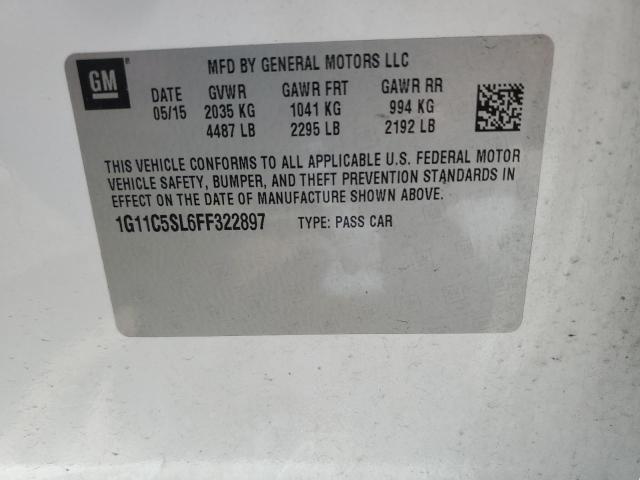 GM
MFD BY GENERAL MOTORS LLC
DATE GVWR GAWR FRT GAWR RR
05/15 2035 KG 1041 KG 994 KG
4487 LB 2295 LB 2192 LB
THIS VEHICLE CONFORMS TO ALL APPLICABLE U.S. FEDERAL MOTOR
VEHICLE SAFETY, BUMPER, AND THEFT PREVENTION STANDARDS IN
EFFECT ON THE DATE OF MANUFACTURE SHOWN ABOVE.
1G11C5SL6FF322897 TYPE: PASS CAR